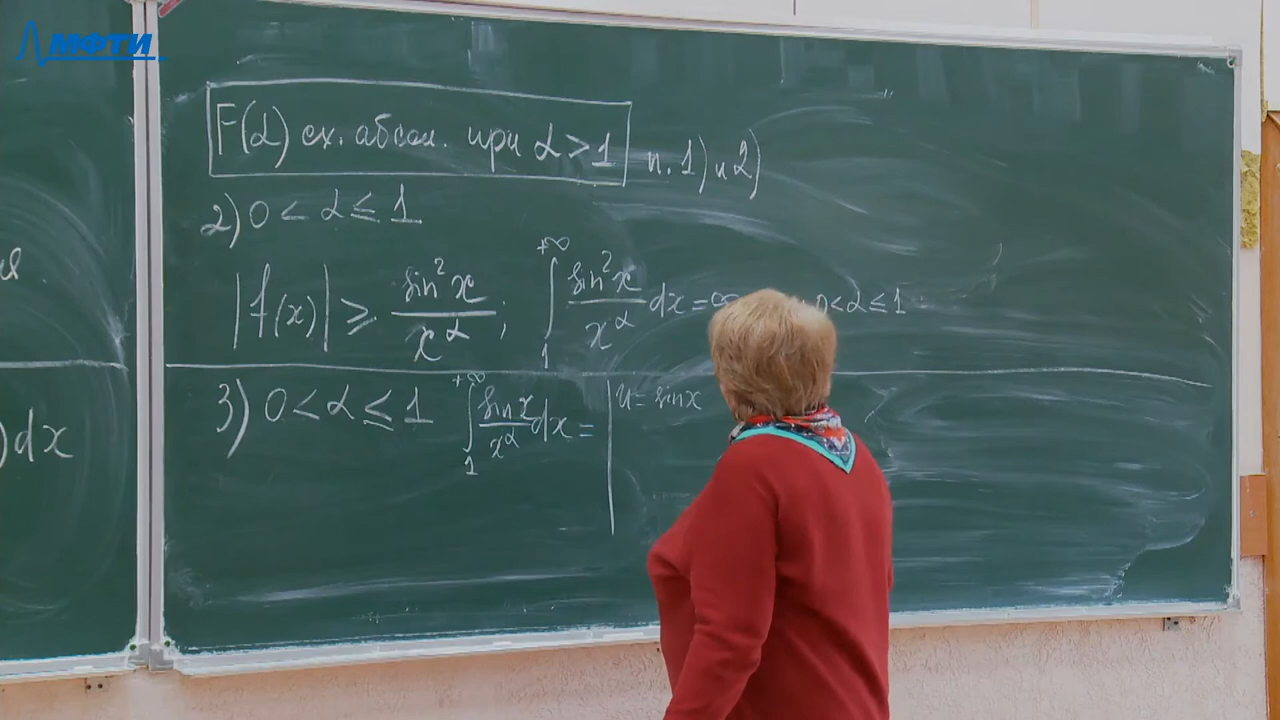 МФТИ
F(α) сх. абсол. при α > 1 п. 1) и 2)
2) 0 < α ≤ 1
|f(x)| ≥ sin²x / x^α ; ∫₁^{+∞} sin²x / x^α dx = ∞ 0 < α ≤ 1
3) 0 < α ≤ 1 ∫₁^{+∞} sin x / x^α dx = | u = sin x
)dx